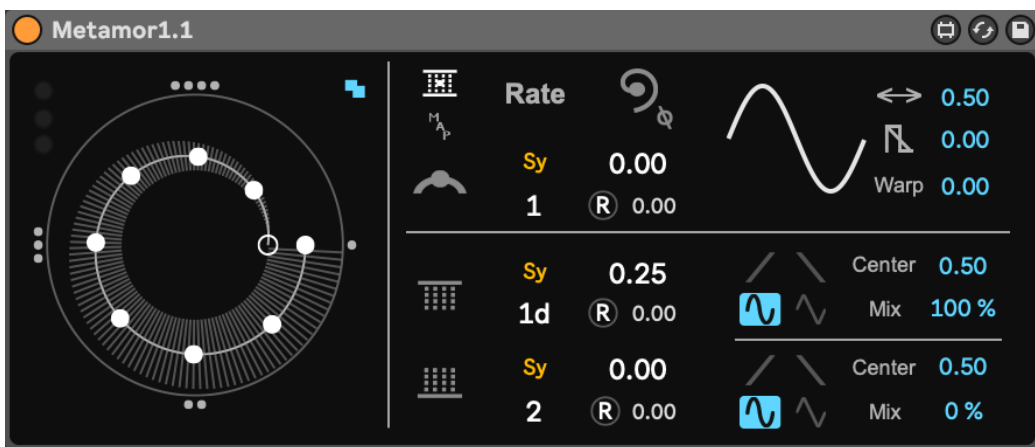 Metamor1.1
Rate
0.50
MAP
0.00
Sy
0.00
Warp
0.00
1
R
0.00
Sy
0.25
Center
0.50
1d
R
0.00
Mix
100 %
Sy
0.00
Center
0.50
2
R
0.00
Mix
0 %